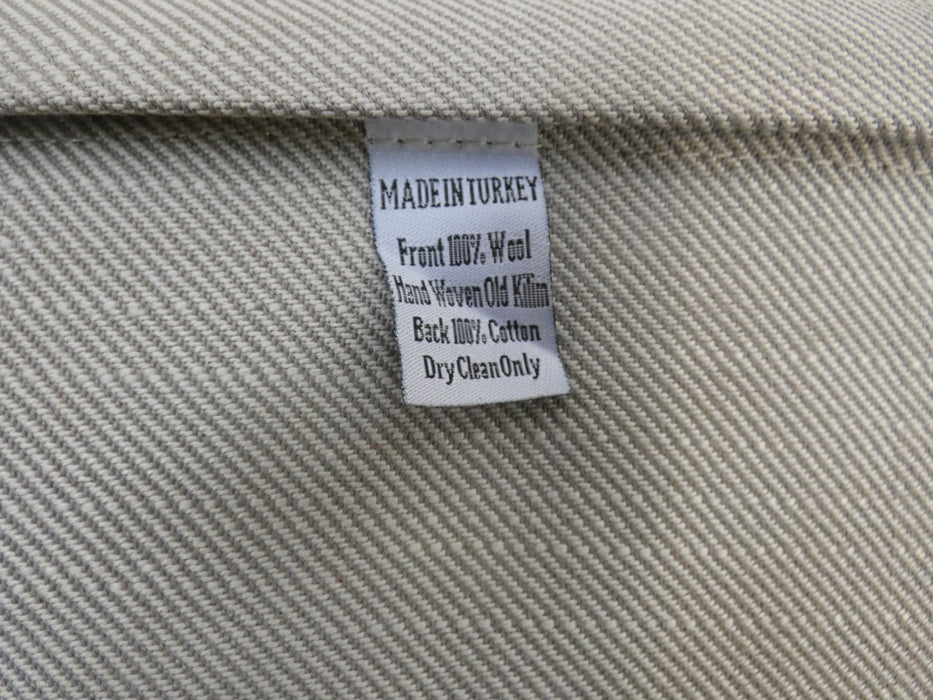 MADE IN TURKEY
Front 100% Wool
Hand Woven Old Kilim
Back 100% Cotton
Dry Clean Only